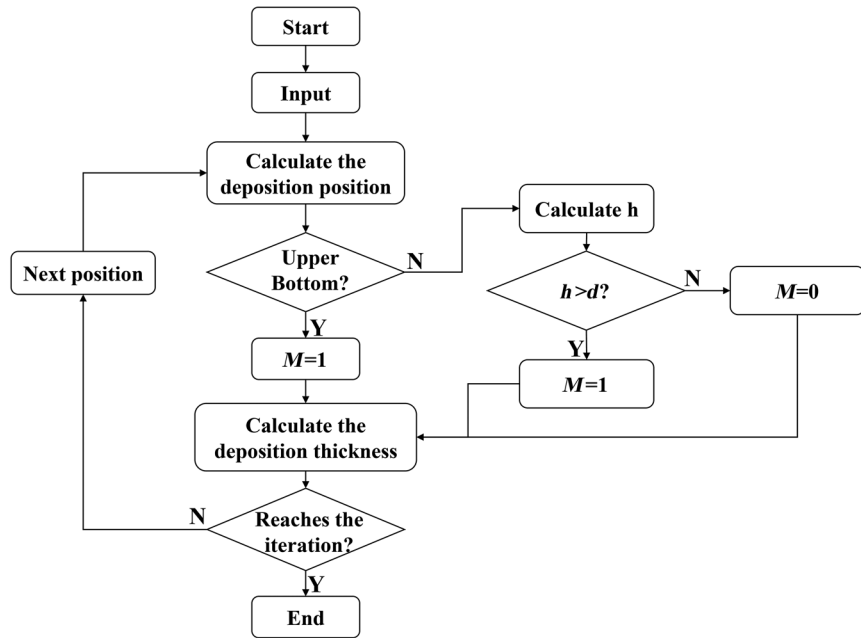 Start
Input
Calculate the
deposition position
Upper
Bottom?
N
Calculate h
h>d?
N
M=0
Y
M=1
Next position
Y
M=1
Calculate the
deposition thickness
Reaches the
iteration?
N
Y
End